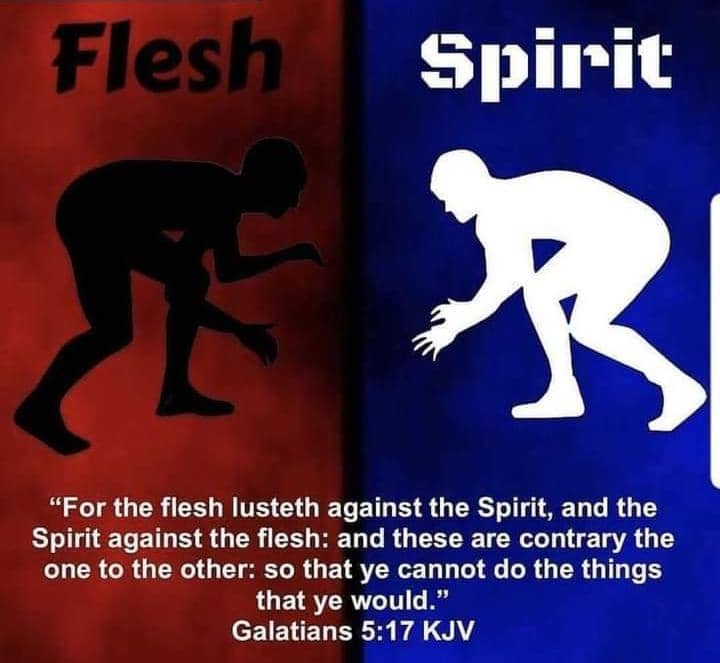 Flesh
Spirit
“For the flesh lusteth against the Spirit, and the
Spirit against the flesh: and these are contrary the
one to the other: so that ye cannot do the things
that ye would.”
Galatians 5:17 KJV